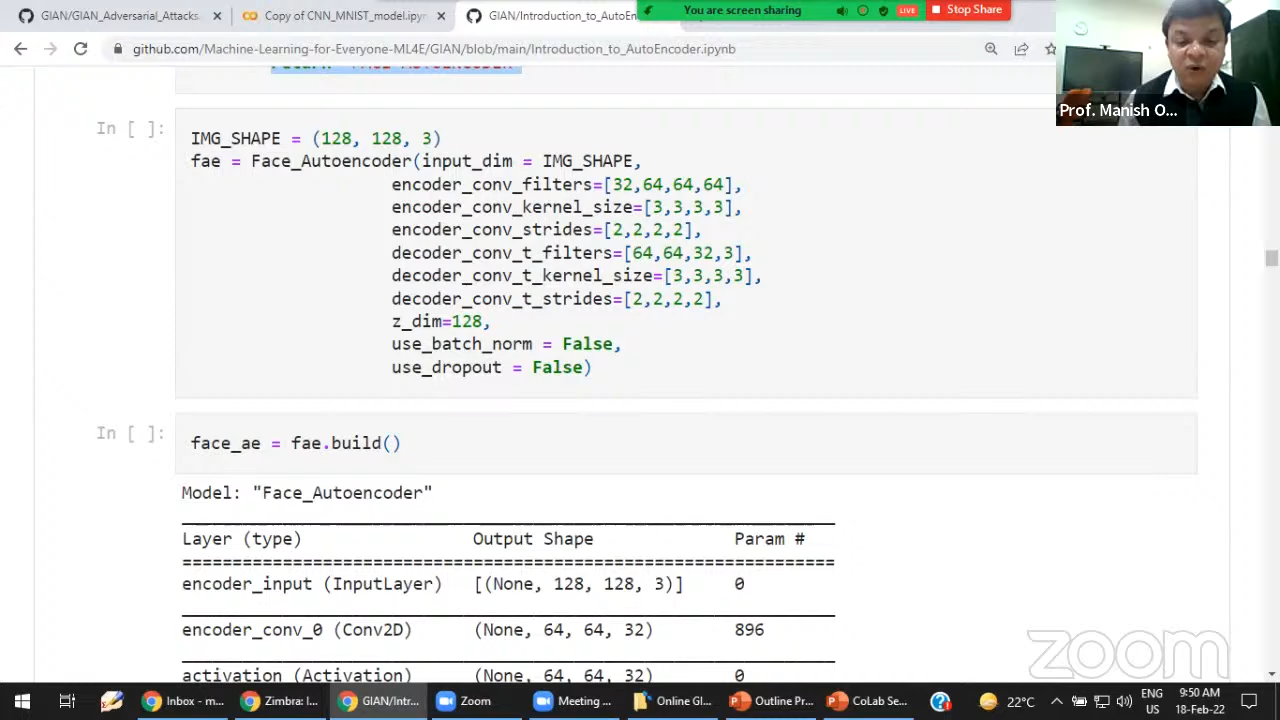 GIAN/GIAN_Adversarial_Attacks
Copy of CNN_MNIST_model.ipyn
GIAN/Introduction_to_AutoE
You are screen sharing
LIVE
Stop Share
github.com/Machine-Learning-for-Everyone-ML4E/GIAN/blob/main/Introduction_to_AutoEncoder.ipynb
Prof. Manish O...
In [ ]:
IMG_SHAPE = (128, 128, 3)
fae = Face_Autoencoder(input_dim = IMG_SHAPE,
encoder_conv_filters=[32,64,64,64],
encoder_conv_kernel_size=[3,3,3,3],
encoder_conv_strides=[2,2,2,2],
decoder_conv_t_filters=[64,64,32,3],
decoder_conv_t_kernel_size=[3,3,3,3],
decoder_conv_t_strides=[2,2,2,2],
z_dim=128,
use_batch_norm = False,
use_dropout = False)
In [ ]:
face_ae = fae.build()
Model: "Face_Autoencoder"
Layer (type) Output Shape Param #
=================================================================
encoder_input (InputLayer) [(None, 128, 128, 3)] 0
encoder_conv_0 (Conv2D) (None, 64, 64, 32) 896
activation (Activation) (None, 64, 64, 32) 0
zoom
Inbox - m...
Zimbra: I...
GIAN/Intr...
Zoom
Meeting ...
Online Gl...
Outline Pr...
CoLab Se...
22°C
ENG
US
9:50 AM
18-Feb-22